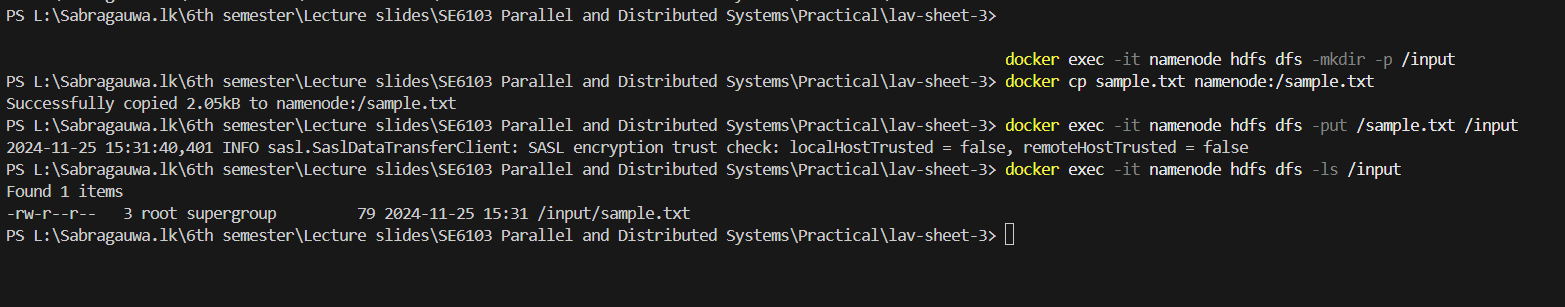 PS L:\Sabragauwa.lk\6th semester\Lecture slides\SE6103 Parallel and Distributed Systems\Practical\lav-sheet-3>
docker exec -it namenode hdfs dfs -mkdir -p /input
PS L:\Sabragauwa.lk\6th semester\Lecture slides\SE6103 Parallel and Distributed Systems\Practical\lav-sheet-3> docker cp sample.txt namenode:/sample.txt
Successfully copied 2.05kB to namenode:/sample.txt
PS L:\Sabragauwa.lk\6th semester\Lecture slides\SE6103 Parallel and Distributed Systems\Practical\lav-sheet-3> docker exec -it namenode hdfs dfs -put /sample.txt /input
2024-11-25 15:31:40,401 INFO sasl.SaslDataTransferClient: SASL encryption trust check: localHostTrusted = false, remoteHostTrusted = false
PS L:\Sabragauwa.lk\6th semester\Lecture slides\SE6103 Parallel and Distributed Systems\Practical\lav-sheet-3> docker exec -it namenode hdfs dfs -ls /input
Found 1 items
-rw-r--r--   3 root supergroup         79 2024-11-25 15:31 /input/sample.txt
PS L:\Sabragauwa.lk\6th semester\Lecture slides\SE6103 Parallel and Distributed Systems\Practical\lav-sheet-3>